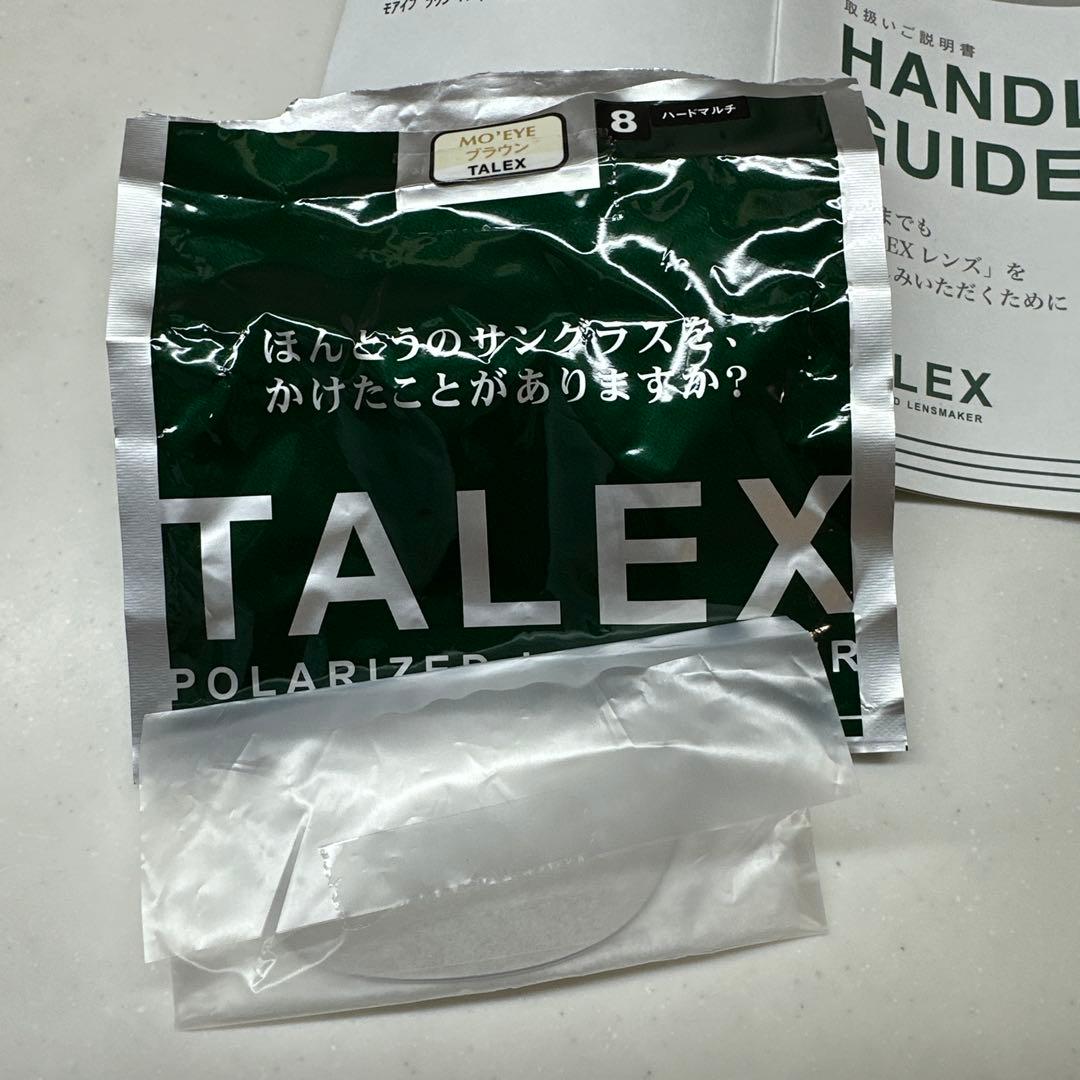 取扱いご説明書
HANDL
GUIDE
までも
EX レンズ」を
みいただくために
LEX
D LENSMAKER
MO'EYE
ブラウン
TALEX
8 ハードマルチ
ほんとうのサングラスを、
かけたことがありますか?
TALEX
POLARIZED